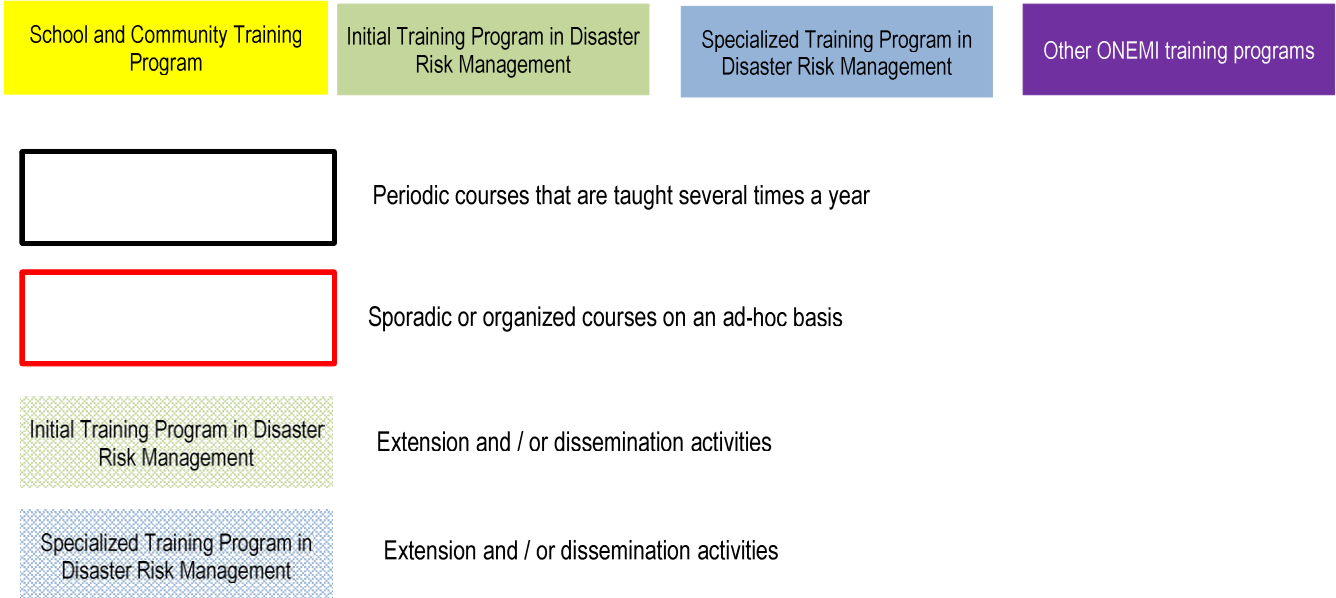 School and Community Training
Program
Initial Training Program in Disaster
Risk Management
Specialized Training Program in
Disaster Risk Management
Other ONEMI training programs
Periodic courses that are taught several times a year
Sporadic or organized courses on an ad-hoc basis
Initial Training Program in Disaster
Risk Management
Extension and / or dissemination activities
Specialized Training Program in
Disaster Risk Management
Extension and / or dissemination activities